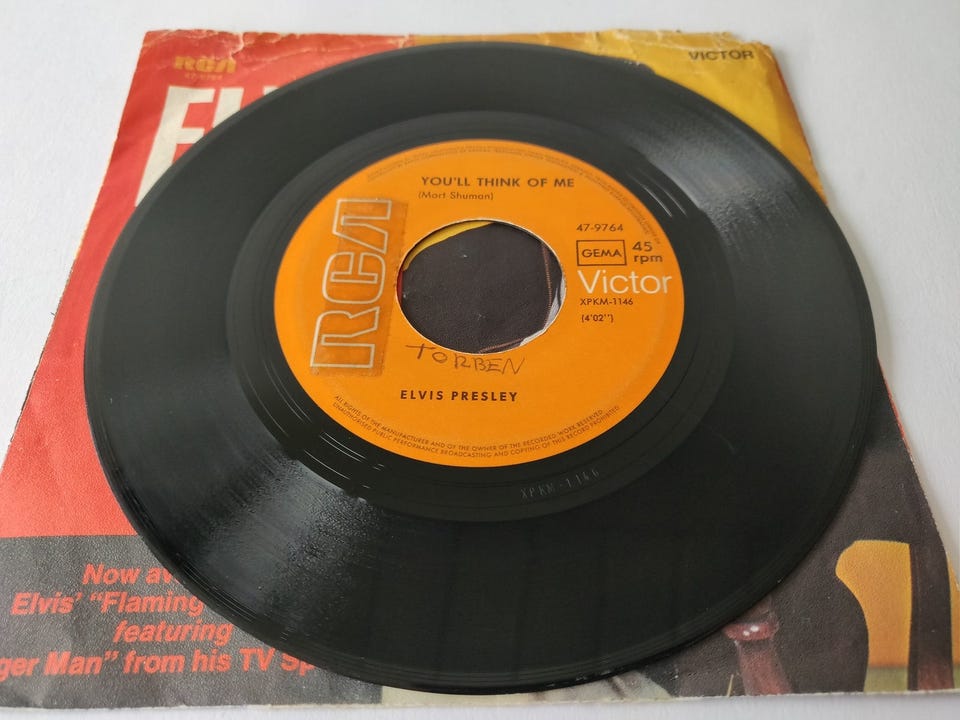 RCA
47-9764
VICTOR
YOU'LL THINK OF ME
(Mort Shuman)
47-9764
GEMA 45 rpm
Victor
XPKM-1146
(4'02'')
RCA
TORBEN
ELVIS PRESLEY
ALL RIGHTS OF THE MANUFACTURER AND OF THE OWNER OF THE RECORDED WORK RESERVED.
UNAUTHORISED PUBLIC PERFORMANCE BROADCASTING AND COPYING OF THIS RECORD PROHIBITED
XPKM-1146
Now av
Elvis' "Flaming
featuring
ger Man" from his TV Sp